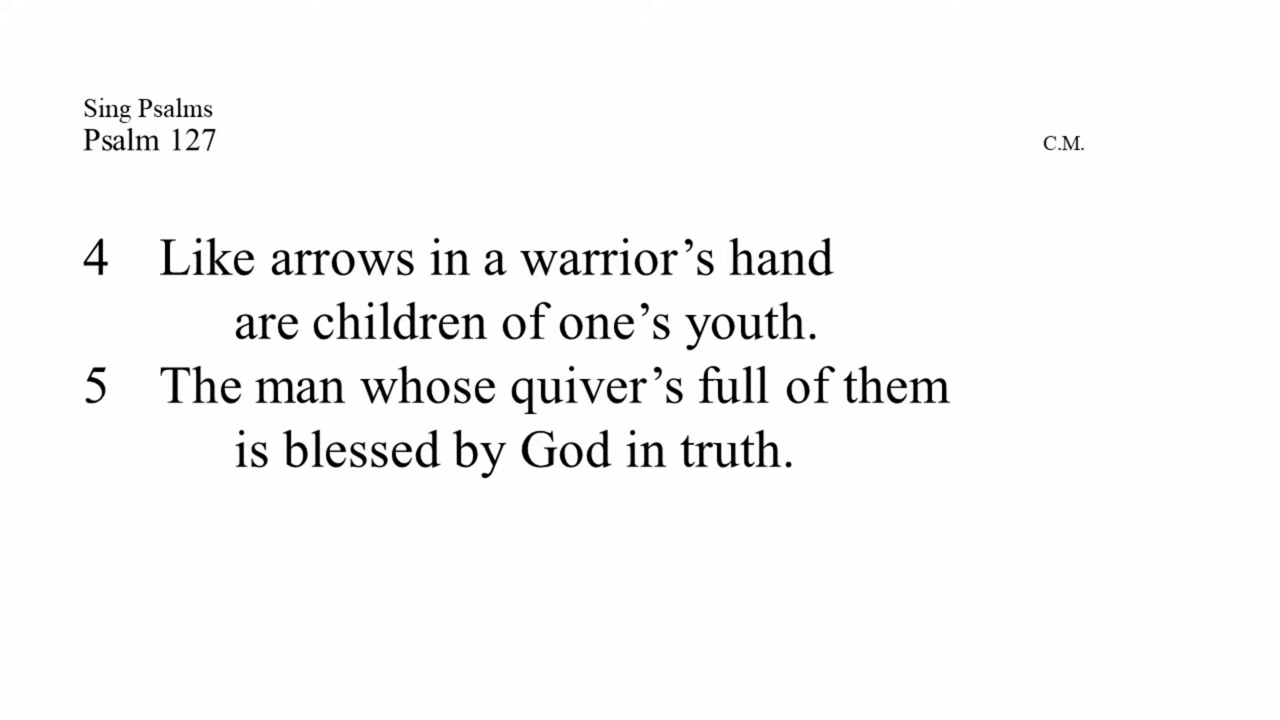 Sing Psalms
Psalm 127 C.M.
4 Like arrows in a warrior’s hand
are children of one’s youth.
5 The man whose quiver’s full of them
is blessed by God in truth.